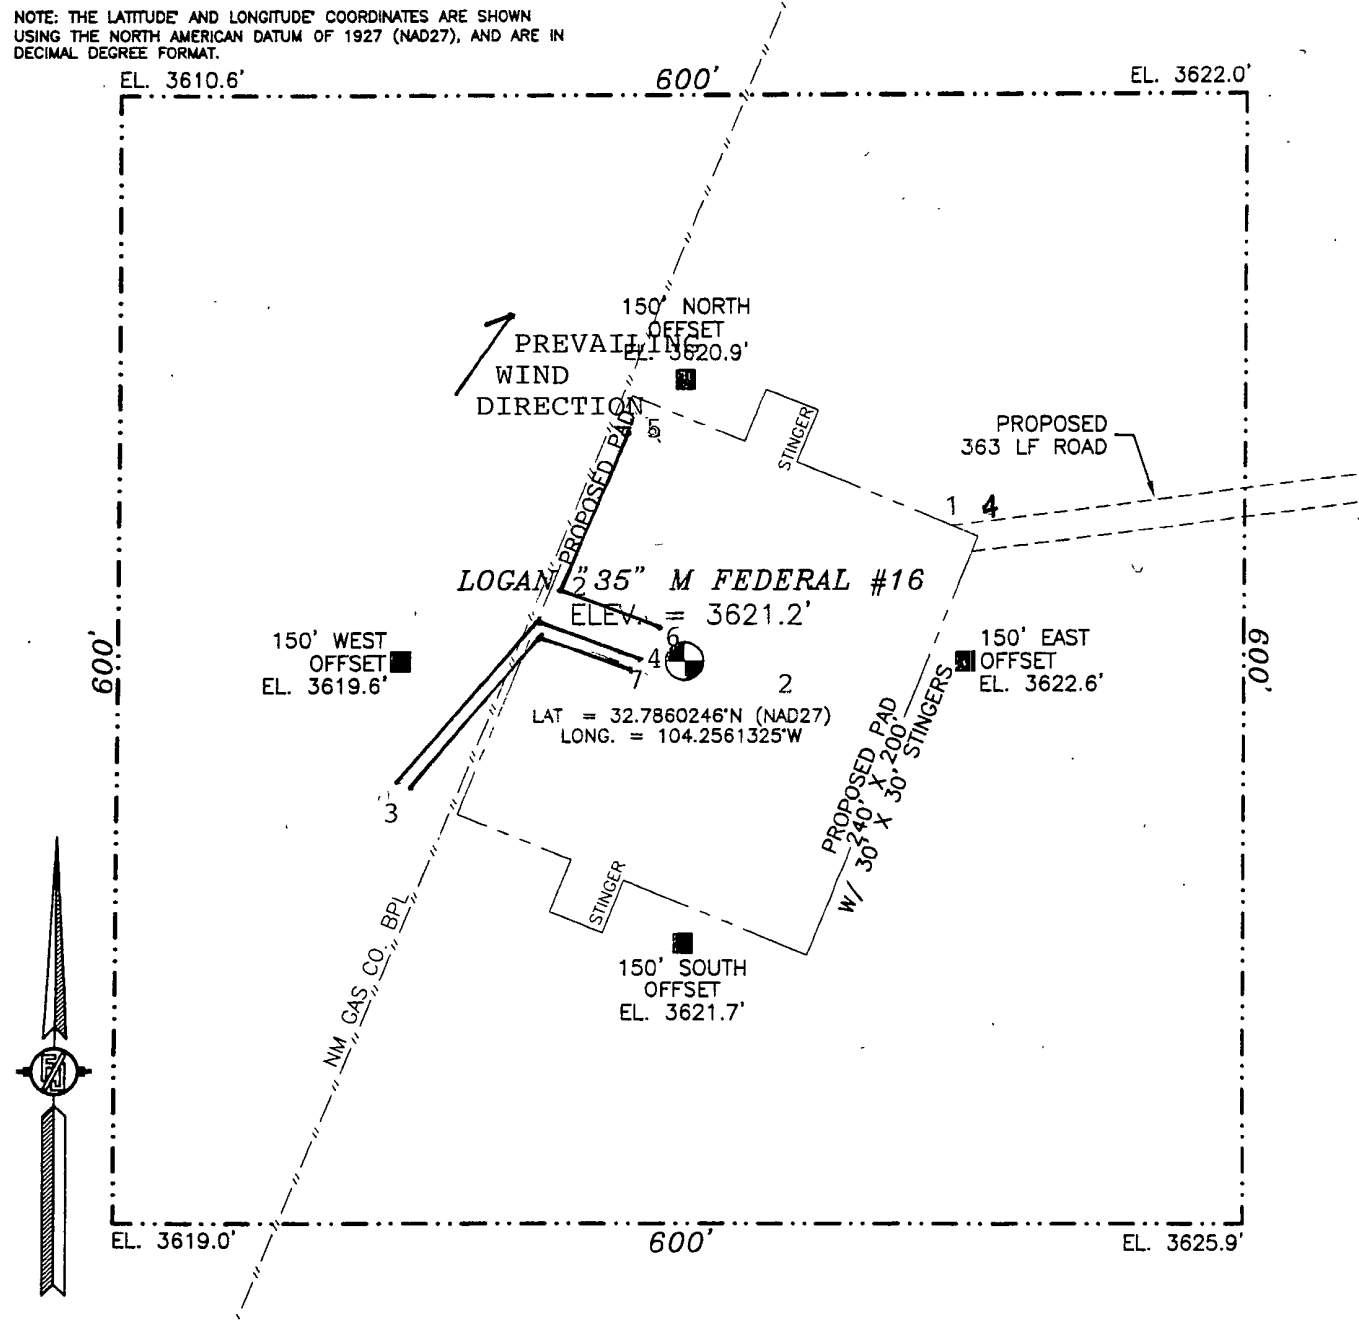 NOTE: THE LATITUDE AND LONGITUDE COORDINATES ARE SHOWN
USING THE NORTH AMERICAN DATUM OF 1927 (NAD27), AND ARE IN
DECIMAL DEGREE FORMAT.
EL. 3610.6'
600'
EL. 3622.0'
150' NORTH
OFFSET
EL. 3620.9'
PREVAILING
WIND
DIRECTION
5
STINGER
PROPOSED
363 LF ROAD
PROPOSED PAD
1 4
LOGAN "35" M FEDERAL #16
2
ELEV. = 3621.2'
6
4
7
2
150' WEST
OFFSET
EL. 3619.6'
150' EAST
OFFSET
EL. 3622.6'
600'
600'
LAT = 32.7860246°N (NAD27)
LONG. = 104.2561325°W
3
PROPOSED PAD
240' X 200'
W/ 30' X 30' STINGERS
STINGER
NM GAS CO. BPL
150' SOUTH
OFFSET
EL. 3621.7'
EL. 3619.0'
600'
EL. 3625.9'